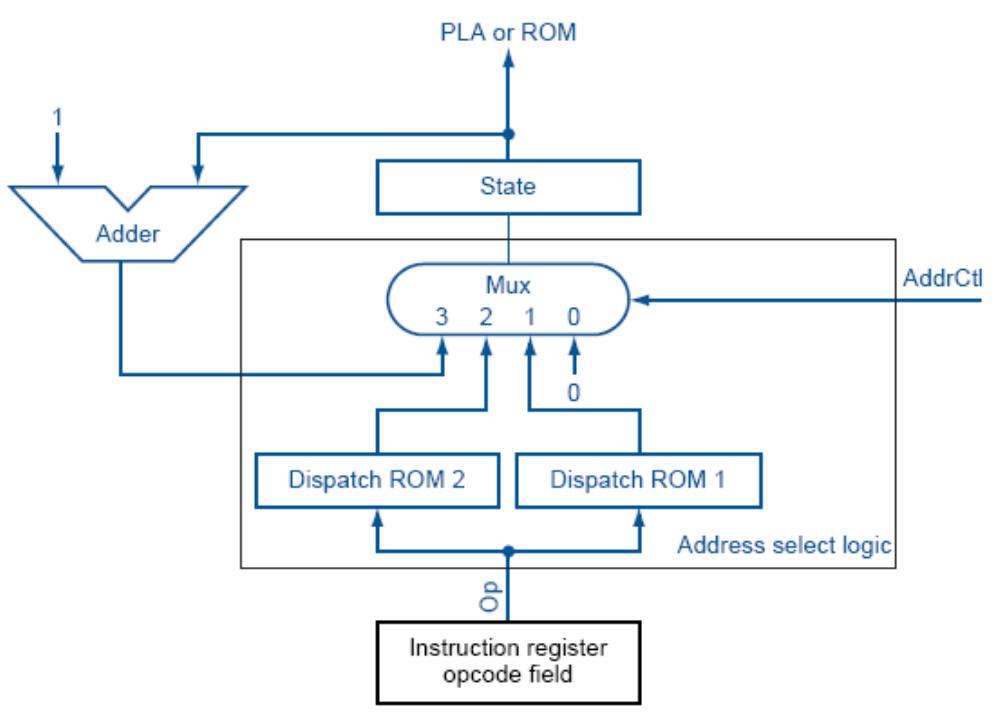 PLA or ROM
1
State
Adder
Mux
AddrCtl
3 2 1 0
0
Dispatch ROM 2
Dispatch ROM 1
Address select logic
Op
Instruction register
opcode field